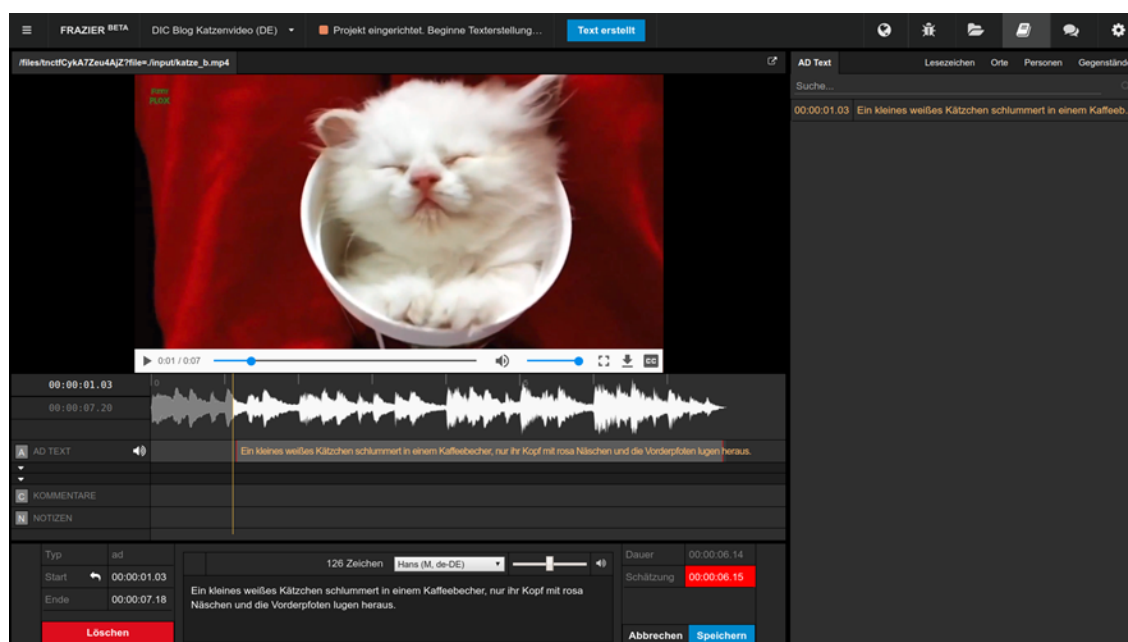 FRAZIER BETA
DIC Blog Katzenvideo (DE)
Projekt eingerichtet. Beginne Texterstellung…
Text erstellt
/files/tnctfCykA7Zeu4AjZ?file=./input/katze_b.mp4
AD Text
Lesezeichen
Orte
Personen
Gegenstände
Suche...
00:00:01.03 Ein kleines weißes Kätzchen schlummert in einem Kaffeeb…
0:01 / 0:07
CC
00:00:01.03
00:00:07.20
A AD TEXT
Ein kleines weißes Kätzchen schlummert in einem Kaffeebecher, nur ihr Kopf mit rosa Näschen und die Vorderpfoten lugen heraus.
C KOMMENTARE
N NOTIZEN
Typ ad
Start 00:00:01.03
Ende 00:00:07.18
Löschen
126 Zeichen
Hans (M, de-DE)
Ein kleines weißes Kätzchen schlummert in einem Kaffeebecher, nur ihr Kopf mit rosa
Näschen und die Vorderpfoten lugen heraus.
Dauer 00:00:06.14
Schätzung 00:00:06.15
Abbrechen
Speichern